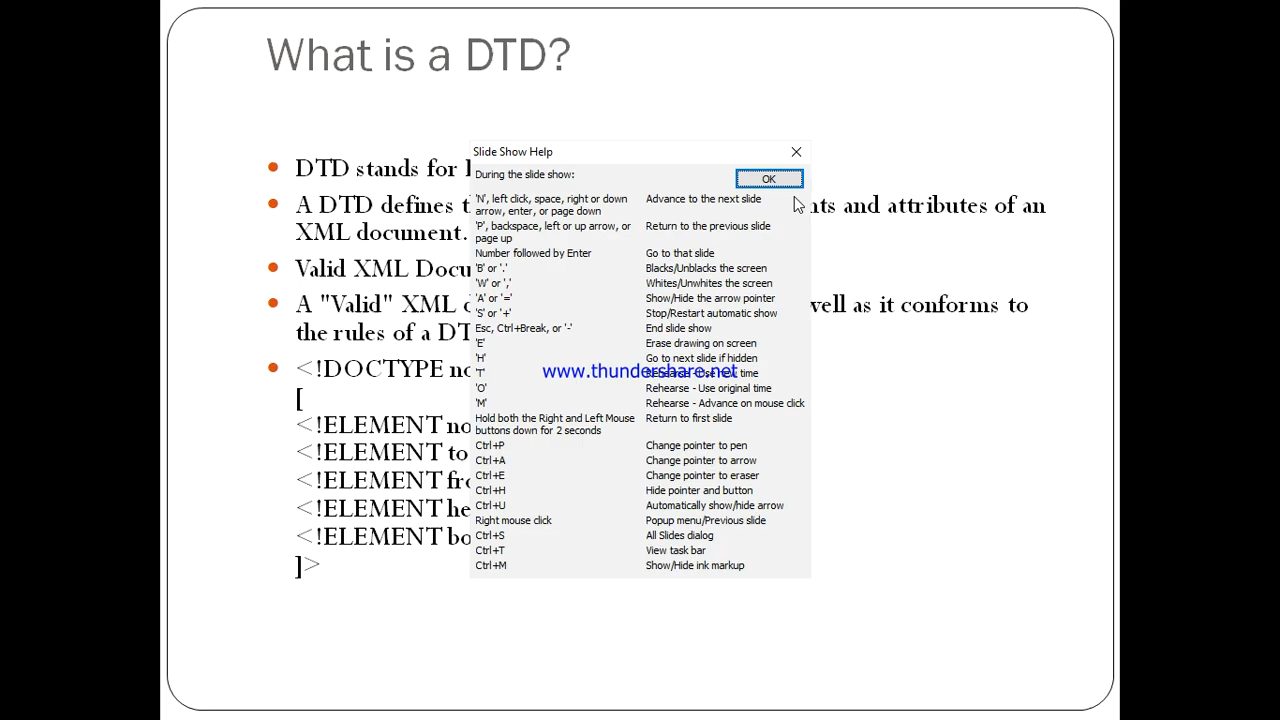 What is a DTD?
DTD stands for
A DTD defines
nts and attributes of an
XML document.
Valid XML Docu
A "Valid" XML
well as it conforms to
the rules of a DT
<!DOCTYPE no
[
<!ELEMENT no
<!ELEMENT to
<!ELEMENT fro
<!ELEMENT he
<!ELEMENT bo
]>
Slide Show Help
During the slide show:
OK
'N', left click, space, right or down Advance to the next slide
arrow, enter, or page down
'P', backspace, left or up arrow, or Return to the previous slide
page up
Number followed by Enter Go to that slide
'B' or '.' Blacks/Unblacks the screen
'W' or ',' Whites/Unwhites the screen
'A' or '=' Show/Hide the arrow pointer
'S' or '+' Stop/Restart automatic show
Esc, Ctrl+Break, or '-' End slide show
'E' Erase drawing on screen
'H' Go to next slide if hidden
'T' Rehearse - Use new time
www.thundershare.net
'O' Rehearse - Use original time
'M' Rehearse - Advance on mouse click
Hold both the Right and Left Mouse Return to first slide
buttons down for 2 seconds
Ctrl+P Change pointer to pen
Ctrl+A Change pointer to arrow
Ctrl+E Change pointer to eraser
Ctrl+H Hide pointer and button
Ctrl+U Automatically show/hide arrow
Right mouse click Popup menu/Previous slide
Ctrl+S All Slides dialog
Ctrl+T View task bar
Ctrl+M Show/Hide ink markup